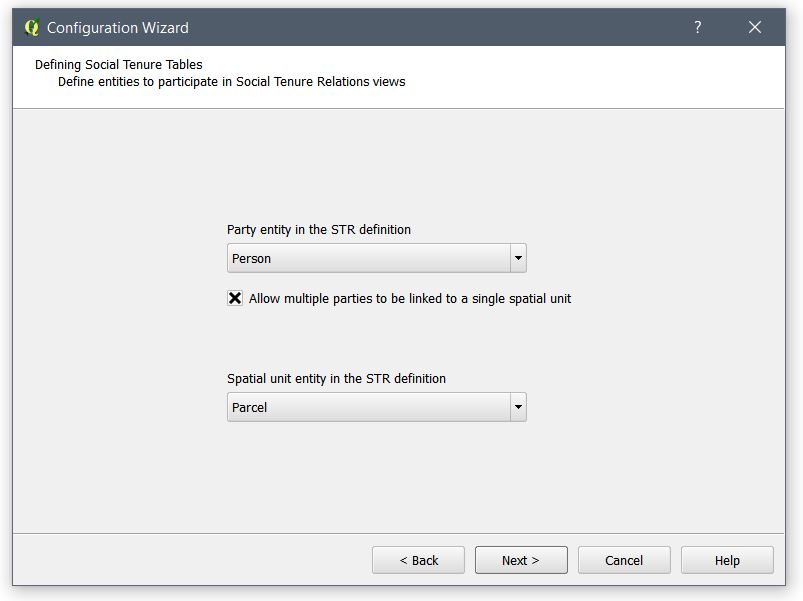 Configuration Wizard
Defining Social Tenure Tables
Define entities to participate in Social Tenure Relations views
Party entity in the STR definition
Person
Allow multiple parties to be linked to a single spatial unit
Spatial unit entity in the STR definition
Parcel
< Back Next > Cancel Help